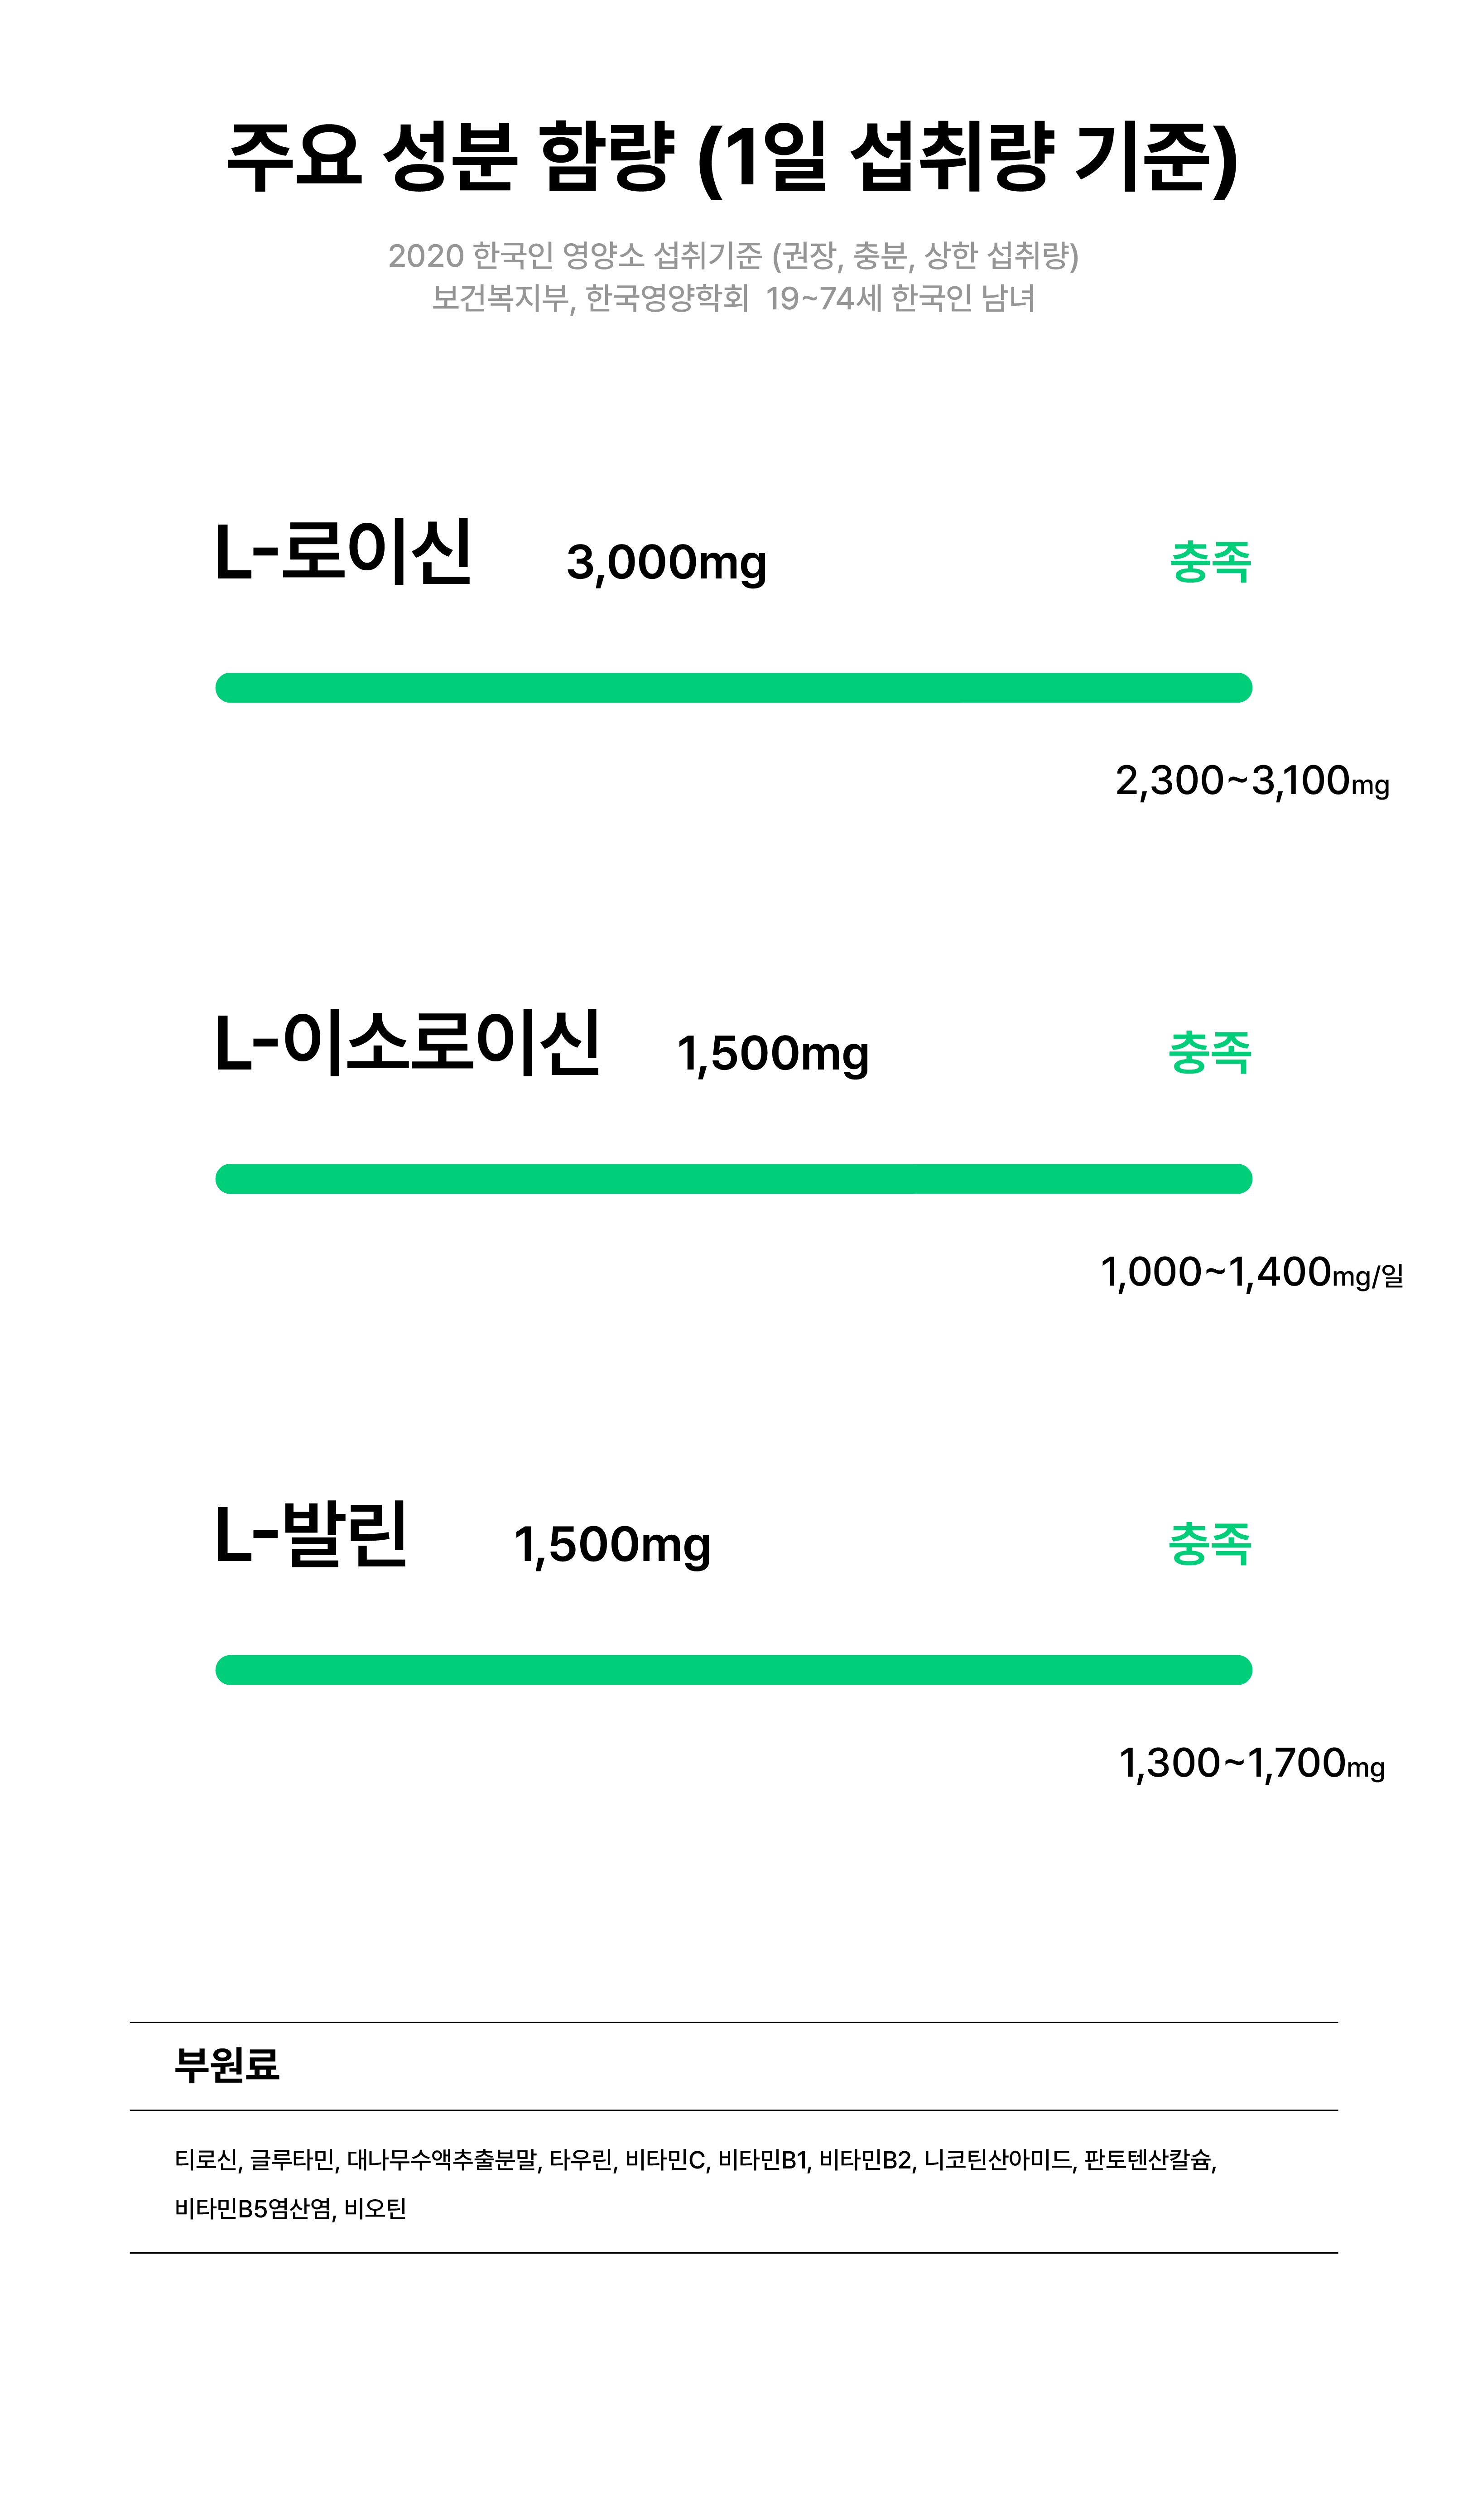 주요 성분 함량 (1일 섭취량 기준)
2020 한국인 영양소 섭취기준 (권장, 충분, 상한 섭취량)
보건복지부, 한국영양학회 19~74세 한국인 남녀
L-로이신 3,000mg 충족
2,300~3,100mg
L-이소로이신 1,500mg 충족
1,000~1,400mg/일
L-발린 1,500mg 충족
1,300~1,700mg
부원료
티로신, 글루타민, 대나무수액추출분말, 타우린, 비타민C, 비타민B1, 비타민B2, 니코틴산아미드, 판토텐산칼슘,
비타민B5염산염, 비오틴